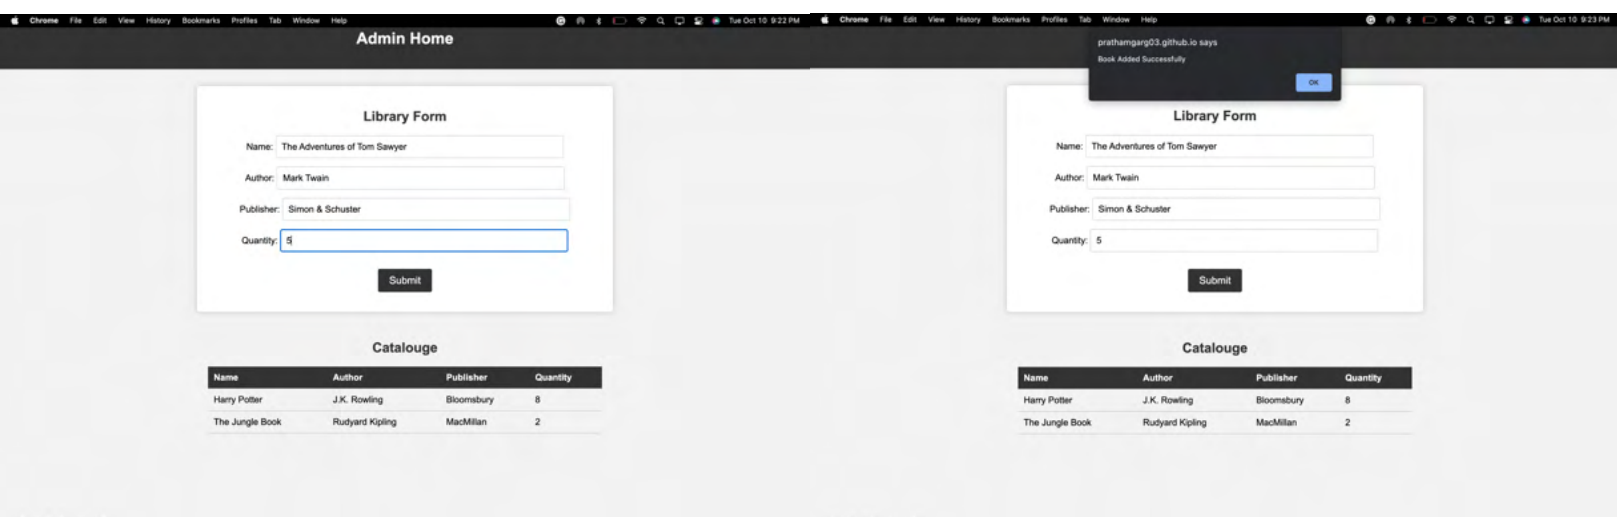 Chrome File Edit View History Bookmarks Profiles Tab Window Help Tue Oct 10 9:22 PM
Admin Home
Library Form
Name: The Adventures of Tom Sawyer
Author: Mark Twain
Publisher: Simon & Schuster
Quantity: 5
Submit
Catalouge
Name Author Publisher Quantity
Harry Potter J.K. Rowling Bloomsbury 8
The Jungle Book Rudyard Kipling MacMillan 2
Chrome File Edit View History Bookmarks Profiles Tab Window Help Tue Oct 10 9:23 PM
prathamgarg03.github.io says
Book Added Successfully
OK
Library Form
Name: The Adventures of Tom Sawyer
Author: Mark Twain
Publisher: Simon & Schuster
Quantity: 5
Submit
Catalouge
Name Author Publisher Quantity
Harry Potter J.K. Rowling Bloomsbury 8
The Jungle Book Rudyard Kipling MacMillan 2